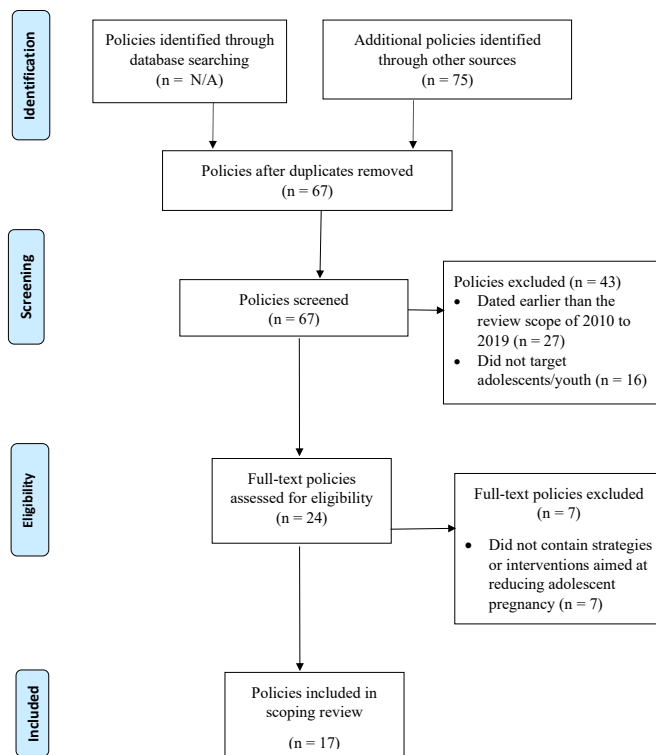 Identification
Policies identified through
database searching
(n =  N/A)
Additional policies identified
through other sources
(n = 75)
Policies after duplicates removed
(n = 67)
Screening
Policies screened
(n = 67)
Policies excluded (n = 43)
• Dated earlier than the
review scope of 2010 to
2019 (n = 27)
• Did not target
adolescents/youth (n = 16)
Eligibility
Full-text policies
assessed for eligibility
(n = 24)
Full-text policies excluded
(n = 7)
• Did not contain strategies
or interventions aimed at
reducing adolescent
pregnancy (n = 7)
Included
Policies included in
scoping review
(n = 17)